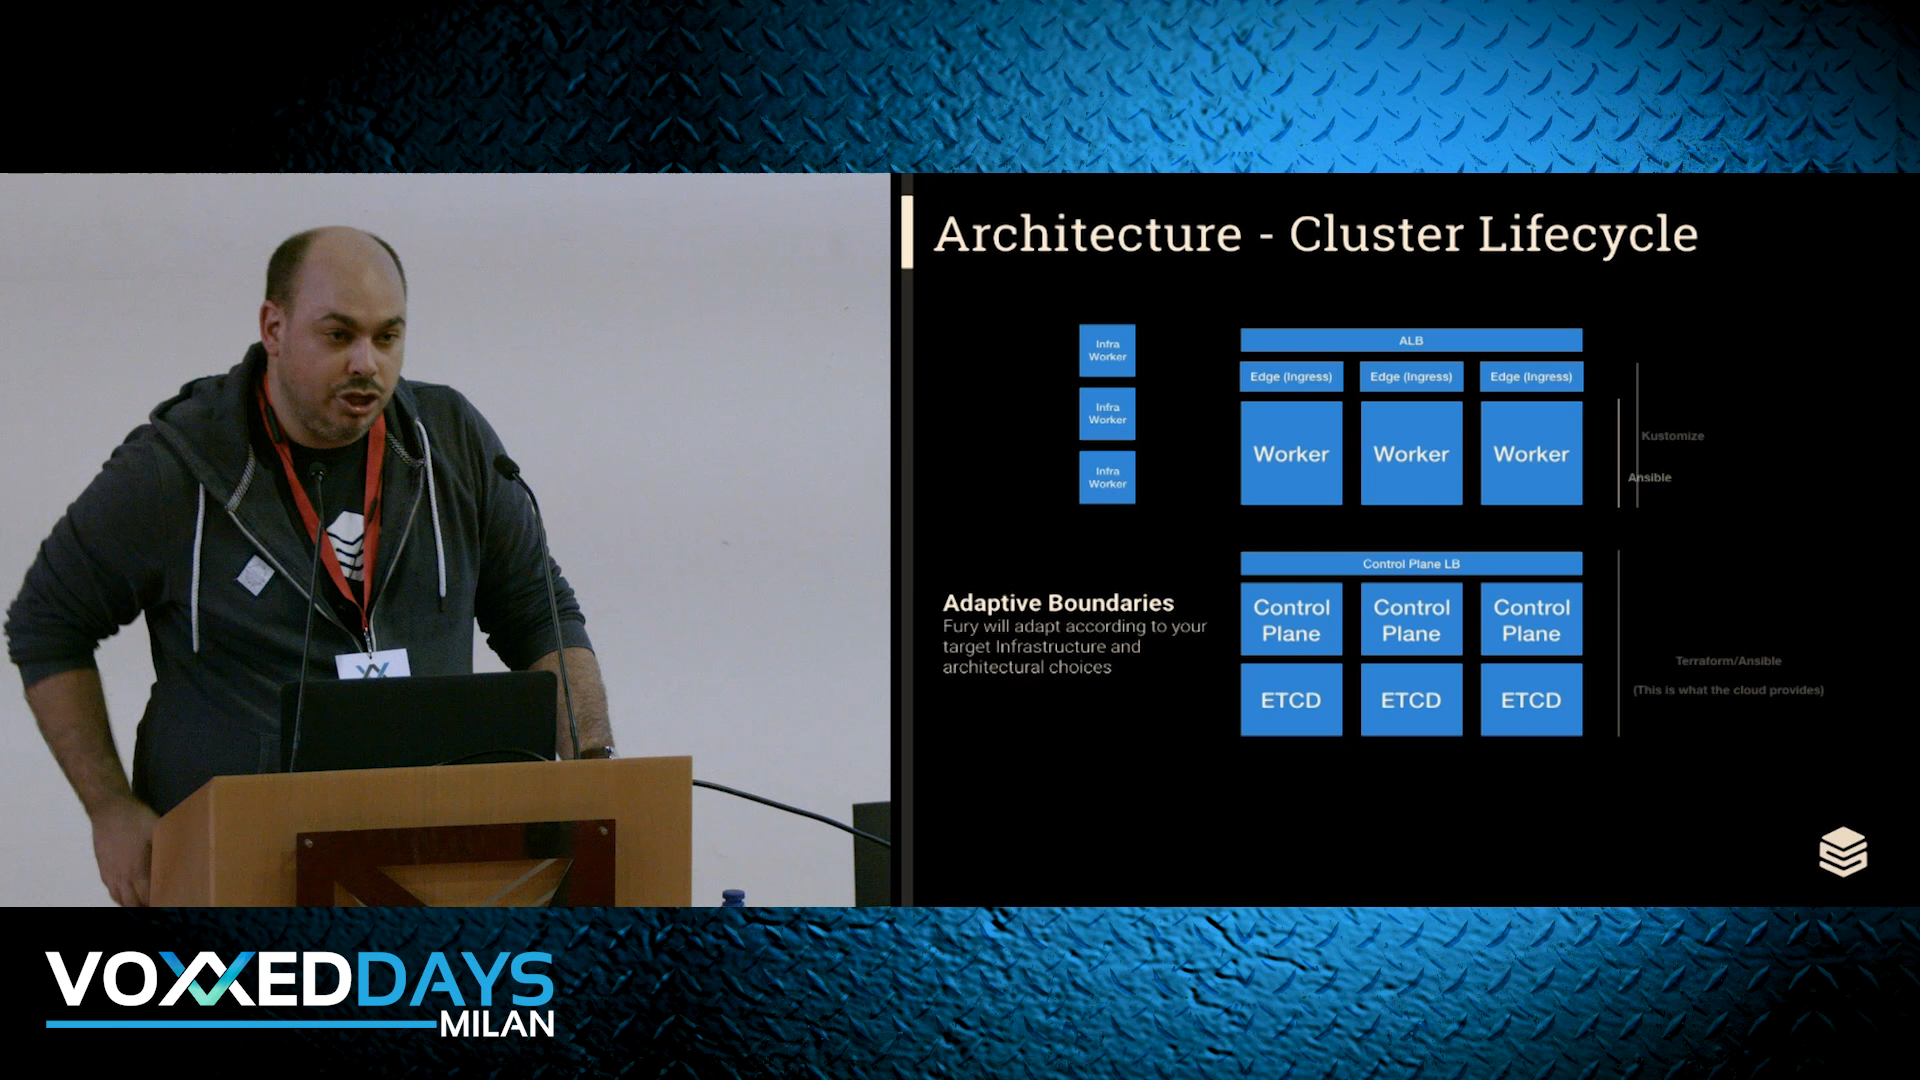 Architecture - Cluster Lifecycle
Infra
Worker
Infra
Worker
Infra
Worker
ALB
Edge (Ingress)
Edge (Ingress)
Edge (Ingress)
Worker
Worker
Worker
Kustomize
Ansible
Adaptive Boundaries
Fury will adapt according to your
target Infrastructure and
architectural choices
Control Plane LB
Control
Plane
Control
Plane
Control
Plane
ETCD
ETCD
ETCD
Terraform/Ansible
(This is what the cloud provides)
VOXXEDDAYS
MILAN